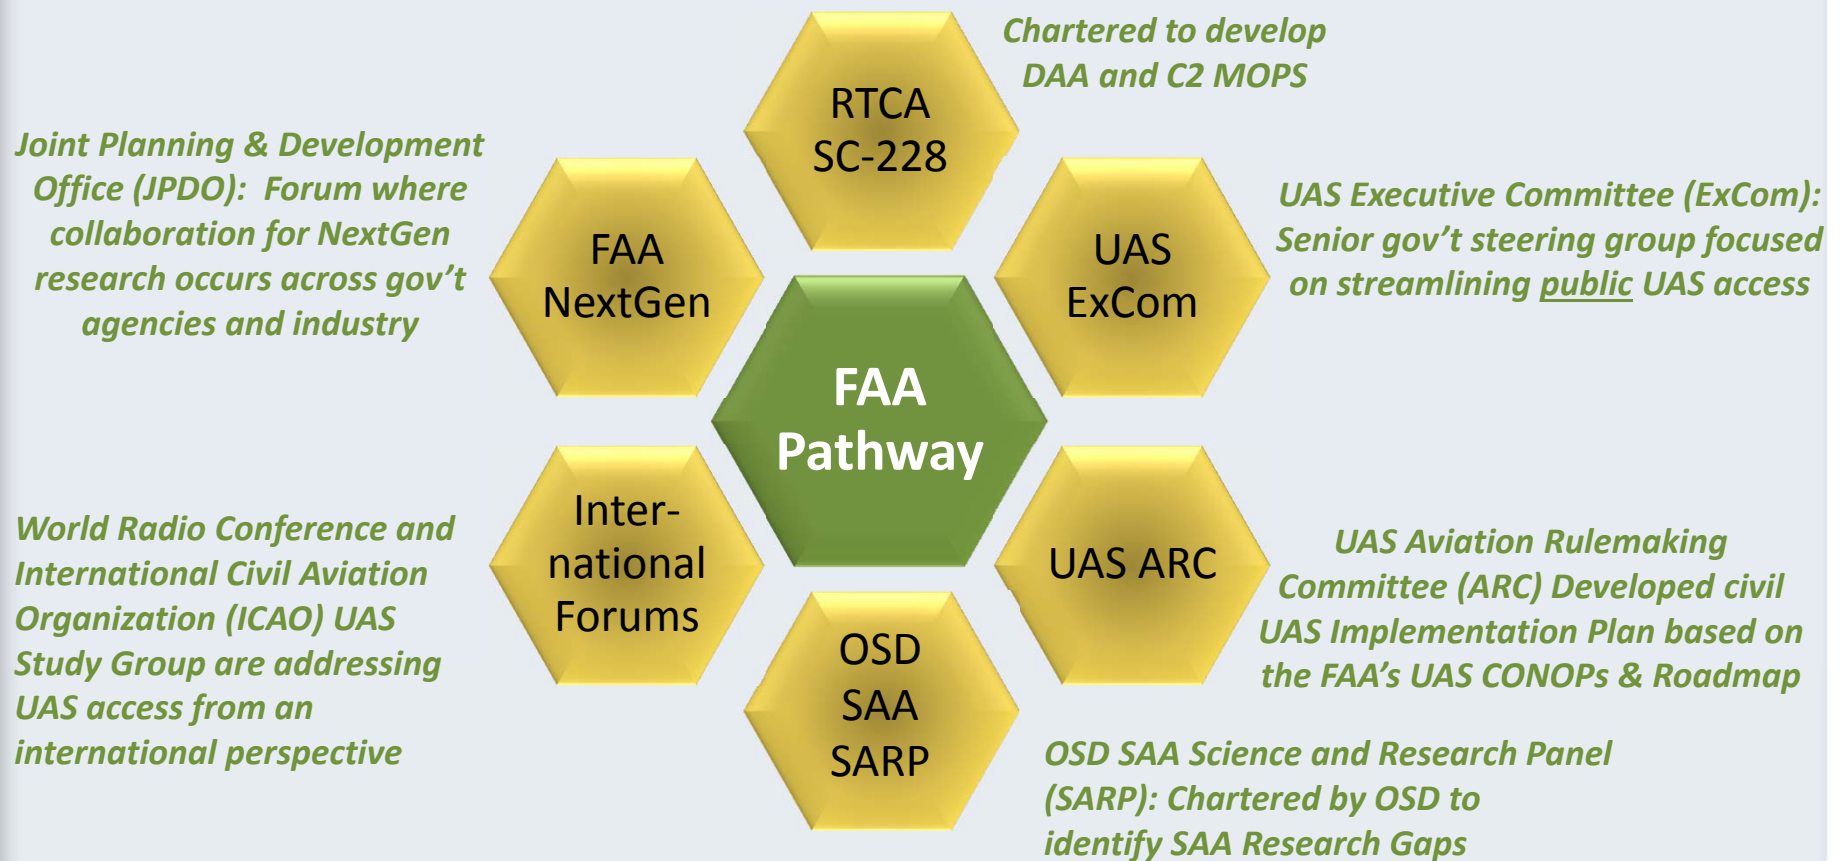 Chartered to develop
DAA and C2 MOPS
RTCA
SC-228
Joint Planning & Development
Office (JPDO):  Forum where
collaboration for NextGen
research occurs across gov’t
agencies and industry
FAA
NextGen
UAS
ExCom
UAS Executive Committee (ExCom):
Senior gov’t steering group focused
on streamlining public UAS access
FAA
Pathway
World Radio Conference and
International Civil Aviation
Organization (ICAO) UAS
Study Group are addressing
UAS access from an
international perspective
Inter-
national
Forums
UAS ARC
UAS Aviation Rulemaking
Committee (ARC) Developed civil
UAS Implementation Plan based on
the FAA’s UAS CONOPs & Roadmap
OSD
SAA
SARP
OSD SAA Science and Research Panel
(SARP): Chartered by OSD to
identify SAA Research Gaps